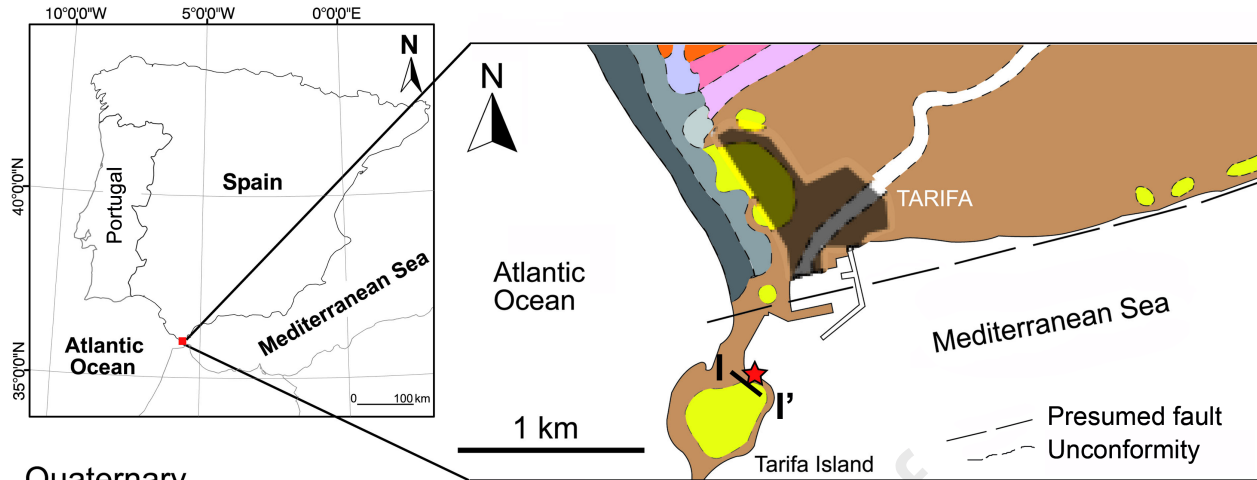 10°0'0"W
5°0'0"W
0°0'0"E
40°0'0"N
35°0'0"N
N
Portugal
Spain
Mediterranean Sea
Atlantic
Ocean
0
100 km
N
TARIFA
Atlantic
Ocean
Mediterranean Sea
I
I'
1 km
Presumed fault
Unconformity
Tarifa Island
c
Quaternary